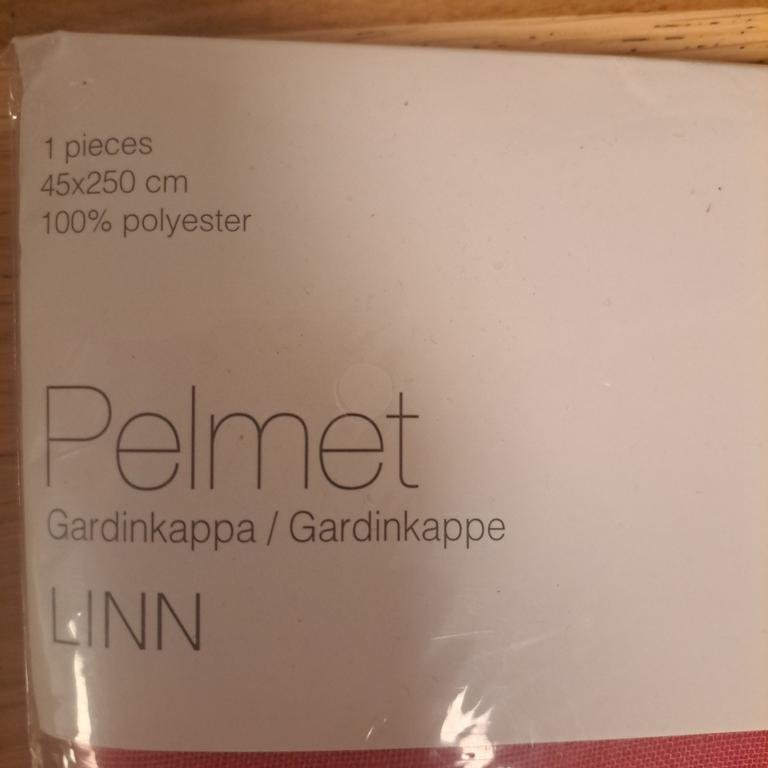 1 pieces
45x250 cm
100% polyester
Pelmet
Gardinkappa / Gardinkappe
LINN